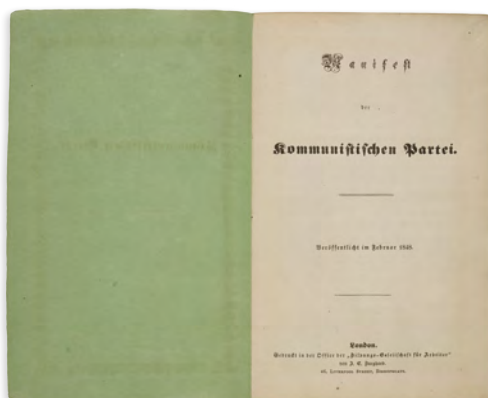 Manifest
der
Kommunistischen Partei.
Veröffentlicht im Februar 1848.
London.
Gedruckt in der Office der „Bildungs-Gesellschaft für Arbeiter“
von J. E. Burghard.
46, Liverpool Street, Bishopsgate.